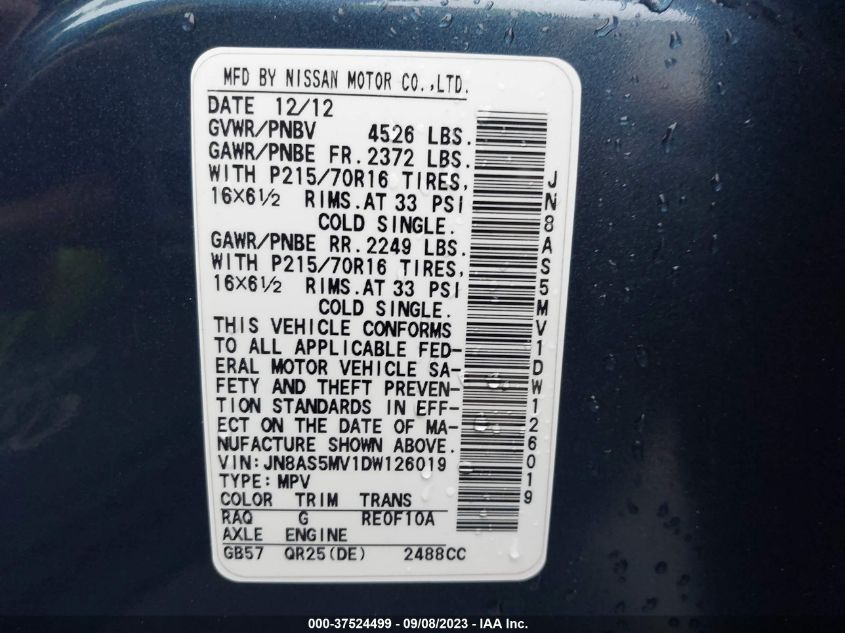 MFD BY NISSAN MOTOR CO.,LTD.
DATE 12/12
GVWR/PNBV 4526 LBS.
GAWR/PNBE FR.2372 LBS.
WITH P215/70R16 TIRES,
16×6½ RIMS.AT 33 PSI
COLD SINGLE.
GAWR/PNBE RR.2249 LBS.
WITH P215/70R16 TIRES,
16×6½ RIMS.AT 33 PSI
COLD SINGLE.
THIS VEHICLE CONFORMS
TO ALL APPLICABLE FED-
ERAL MOTOR VEHICLE SA-
FETY AND THEFT PREVEN-
TION STANDARDS IN EFF-
ECT ON THE DATE OF MA-
NUFACTURE SHOWN ABOVE.
VIN:JN8AS5MV1DW126019
TYPE:MPV
COLOR TRIM TRANS
RAQ G RE0F10A
AXLE ENGINE
GB57 QR25(DE) 2488CC
JN8AS5MV1DW126019
000-37524499 - 09/08/2023 - IAA Inc.